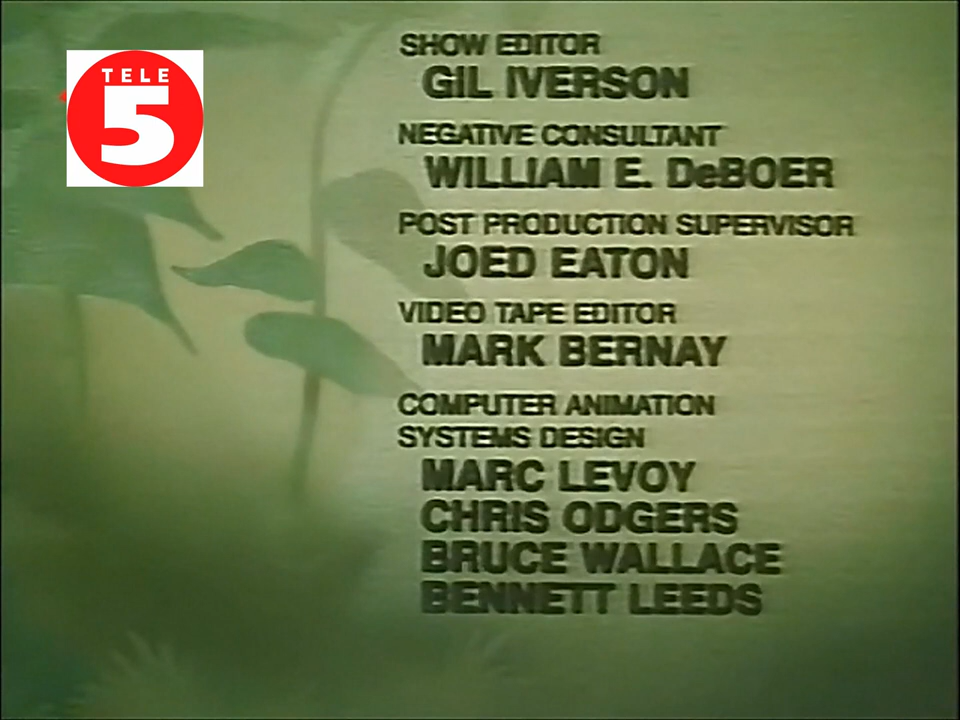 TELE
5
SHOW EDITOR
GIL IVERSON
NEGATIVE CONSULTANT
WILLIAM E. DeBOER
POST PRODUCTION SUPERVISOR
JOED EATON
VIDEO TAPE EDITOR
MARK BERNAY
COMPUTER ANIMATION
SYSTEMS DESIGN
MARC LEVOY
CHRIS ODGERS
BRUCE WALLACE
BENNETT LEEDS